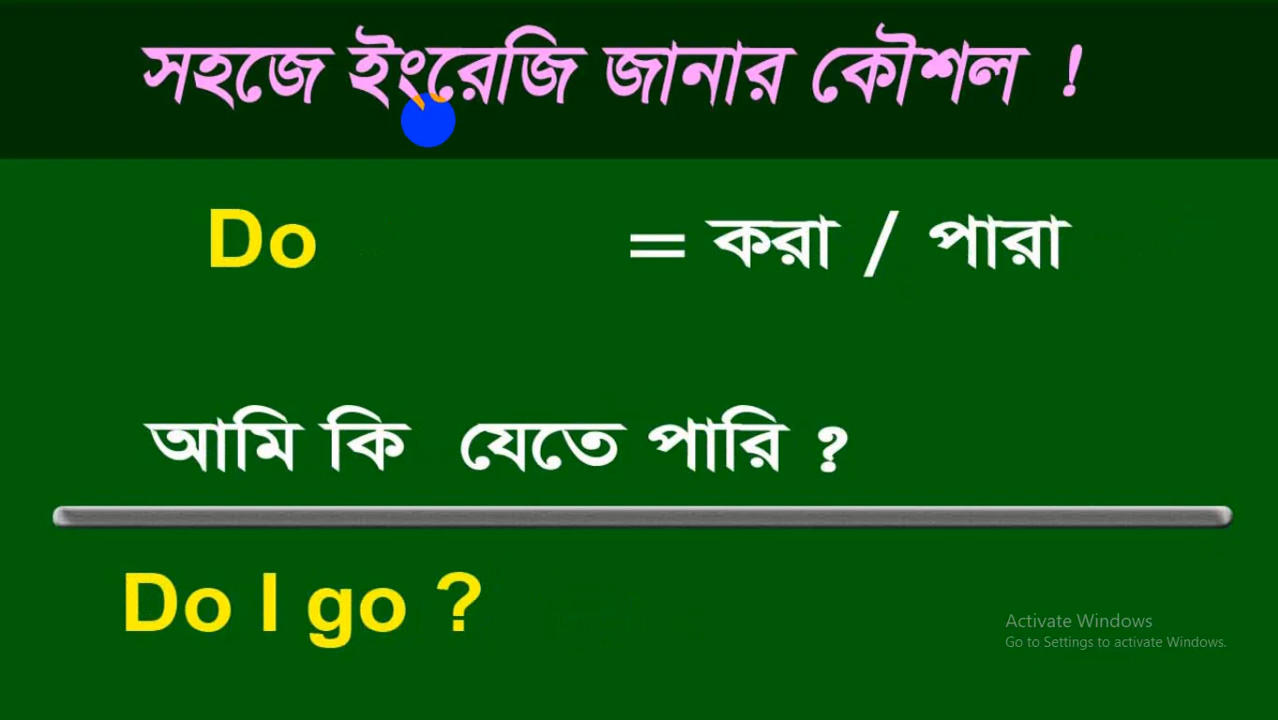 সহজে ইংরেজি জানার কৌশল !
Do = করা / পারা
আমি কি যেতে পারি ?
Do I go ?
Activate Windows
Go to Settings to activate Windows.